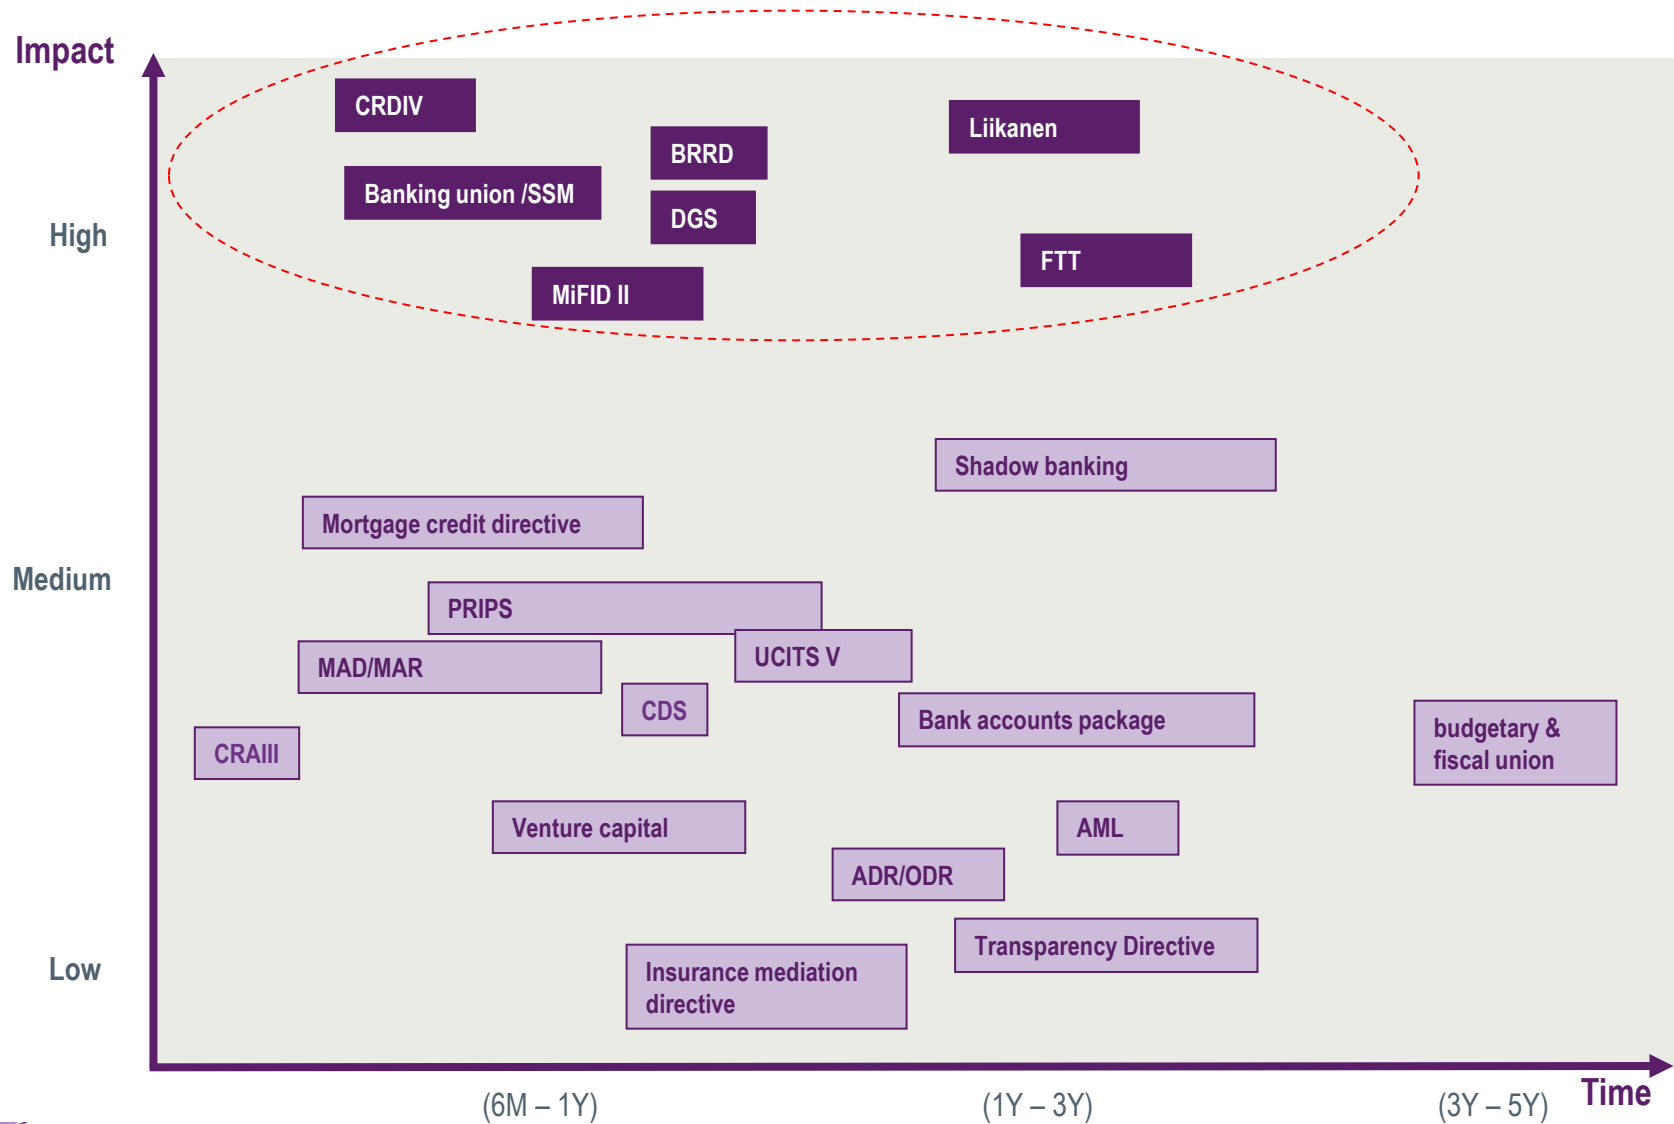 Impact
CRDIV
Liikanen
BRRD
Banking union /SSM
DGS
High
FTT
MiFID II
Shadow banking
Mortgage credit directive
Medium
PRIPS
UCITS V
MAD/MAR
CDS
Bank accounts package
budgetary &
fiscal union
CRAIII
Venture capital
AML
ADR/ODR
Transparency Directive
Low
Insurance mediation
directive
Time
(6M – 1Y)
(1Y – 3Y)
(3Y – 5Y)